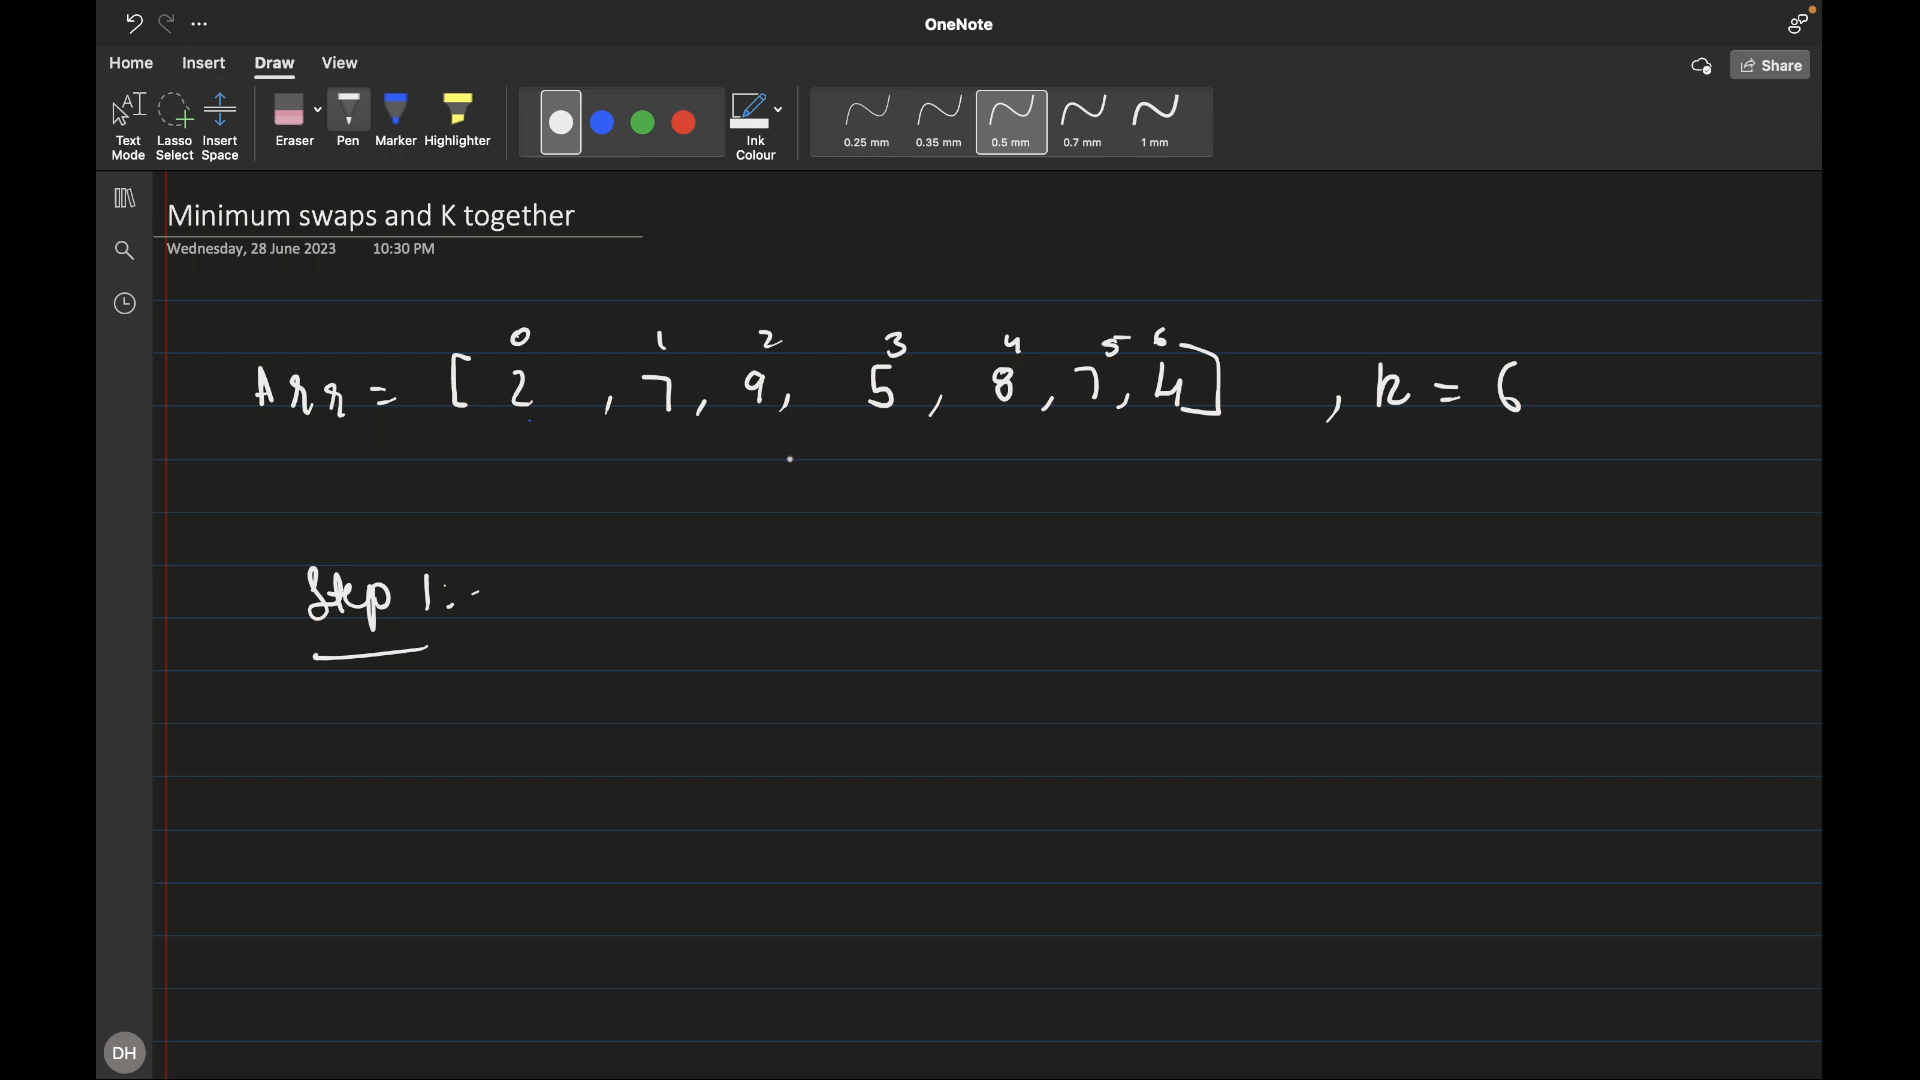 OneNote
Home Insert Draw View
Share
Text Mode
Lasso Select
Insert Space
Eraser
Pen
Marker
Highlighter
Ink Colour
0.25 mm
0.35 mm
0.5 mm
0.7 mm
1 mm
Minimum swaps and K together
Wednesday, 28 June 2023 10:30 PM
0 1 2 3 4 5 6
Arr = [ 2 , 7 , 9 , 5 , 8 , 7 , 4 ] , k = 6
Step 1:-
DH